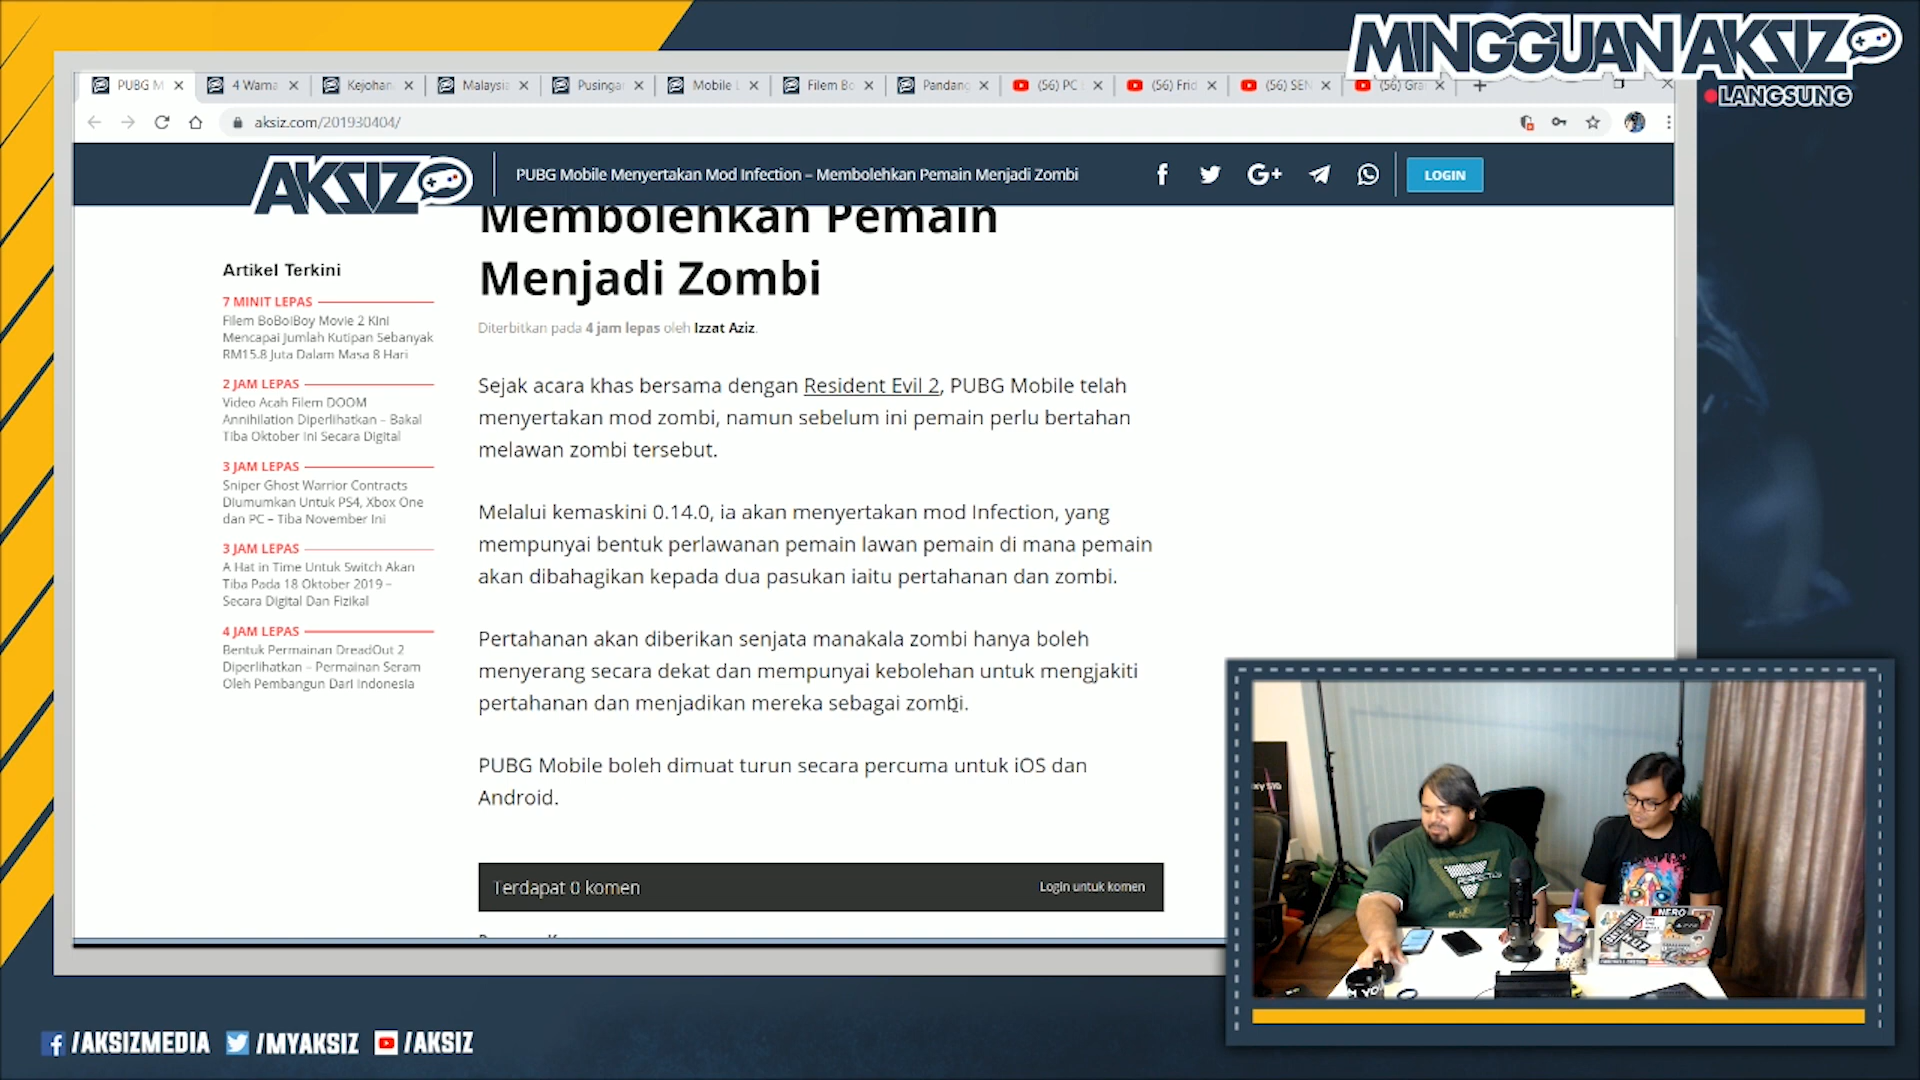 MINGGUAN AKSIZ
LANGSUNG
PUBG M
4 Wama
Kejohan
Malaysia
Pusingan
Mobile L
Filem Bo
Pandang
(56) PC
(56) Frid
(56) SEN
(56) Gra
aksiz.com/201930404/
AKSIZ
PUBG Mobile Menyertakan Mod Infection – Membolehkan Pemain Menjadi Zombi
LOGIN
Membolehkan Pemain
Menjadi Zombi
Diterbitkan pada 4 jam lepas oleh Izzat Aziz.
Artikel Terkini
7 MINIT LEPAS
Filem BoBoiBoy Movie 2 Kini
Mencapai Jumlah Kutipan Sebanyak
RM15.8 Juta Dalam Masa 8 Hari
2 JAM LEPAS
Video Acah Filem DOOM
Annihilation Diperlihatkan – Bakal
Tiba Oktober Ini Secara Digital
3 JAM LEPAS
Sniper Ghost Warrior Contracts
Diumumkan Untuk PS4, Xbox One
dan PC – Tiba November Ini
3 JAM LEPAS
A Hat in Time Untuk Switch Akan
Tiba Pada 18 Oktober 2019 –
Secara Digital Dan Fizikal
4 JAM LEPAS
Bentuk Permainan DreadOut 2
Diperlihatkan – Permainan Seram
Oleh Pembangun Dari Indonesia
Sejak acara khas bersama dengan Resident Evil 2, PUBG Mobile telah
menyertakan mod zombi, namun sebelum ini pemain perlu bertahan
melawan zombi tersebut.
Melalui kemaskini 0.14.0, ia akan menyertakan mod Infection, yang
mempunyai bentuk perlawanan pemain lawan pemain di mana pemain
akan dibahagikan kepada dua pasukan iaitu pertahanan dan zombi.
Pertahanan akan diberikan senjata manakala zombi hanya boleh
menyerang secara dekat dan mempunyai kebolehan untuk mengjakiti
pertahanan dan menjadikan mereka sebagai zombi.
PUBG Mobile boleh dimuat turun secara percuma untuk iOS dan
Android.
Terdapat 0 komen
Login untuk komen
NERO
/AKSIZMEDIA
/MYAKSIZ
/AKSIZ